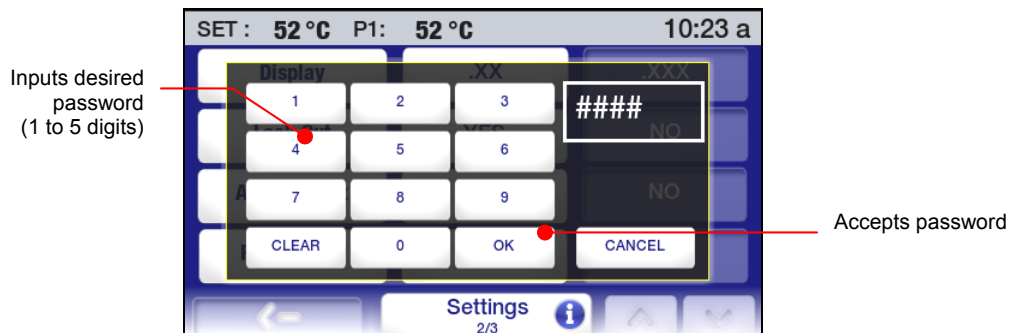 SET : 52 °C P1: 52 °C 10:23 a
Inputs desired
password
(1 to 5 digits)
Display .XX .XXX
1 2 3 ####
YES NO
4 5 6
7 8 9 NO
CLEAR 0 OK CANCEL
Accepts password
Settings
2/3